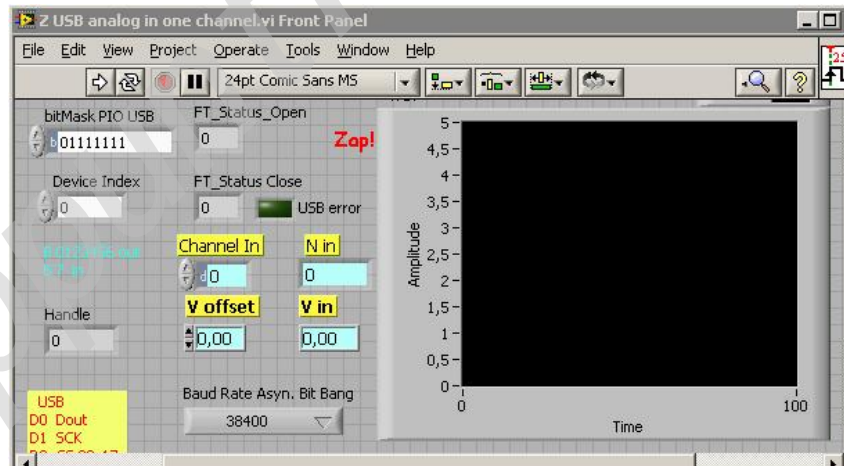 Z USB analog in one channel.vi Front Panel
File Edit View Project Operate Tools Window Help
24pt Comic Sans MS
bitMask PIO USB
b 01111111
FT_Status_Open
0
Zap!
Device Index
0
FT_Status Close
0
USB error
Channel In
d 0
N in
0
Handle
0
V offset
0,00
V in
0,00
Baud Rate Asyn. Bit Bang
38400
USB
D0 Dout
D1 SCK
Amplitude
5
4,5
4
3,5
3
2,5
2
1,5
1
0,5
0
0
100
Time